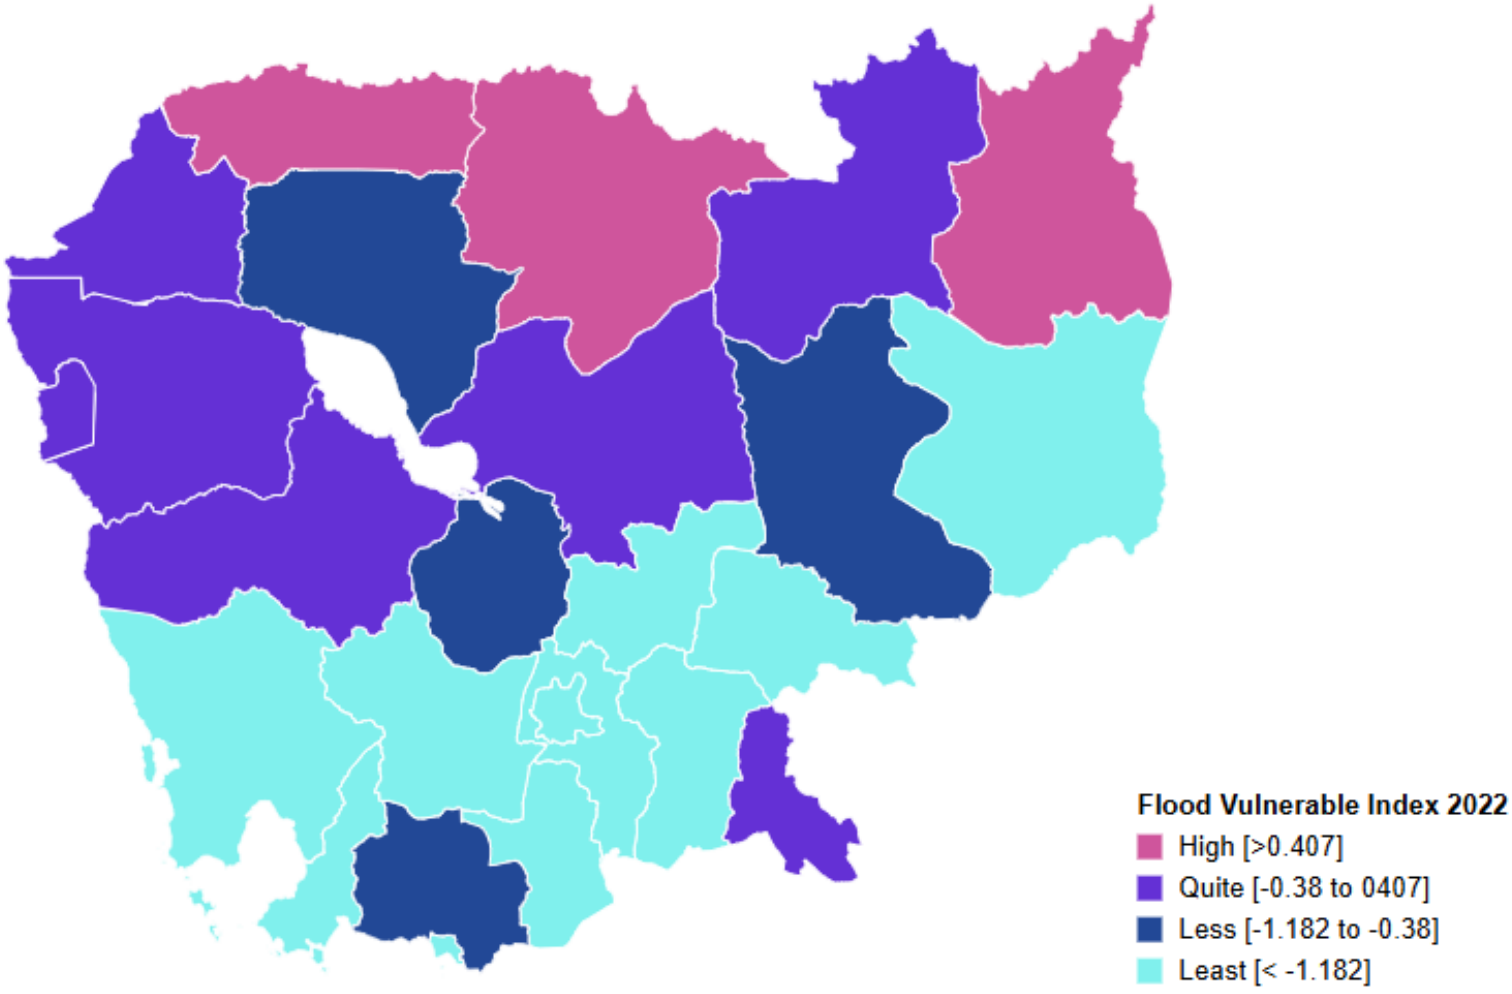 Flood Vulnerable Index 2022
High [>0.407]
Quite [-0.38 to 0407]
Less [-1.182 to -0.38]
Least [< -1.182]